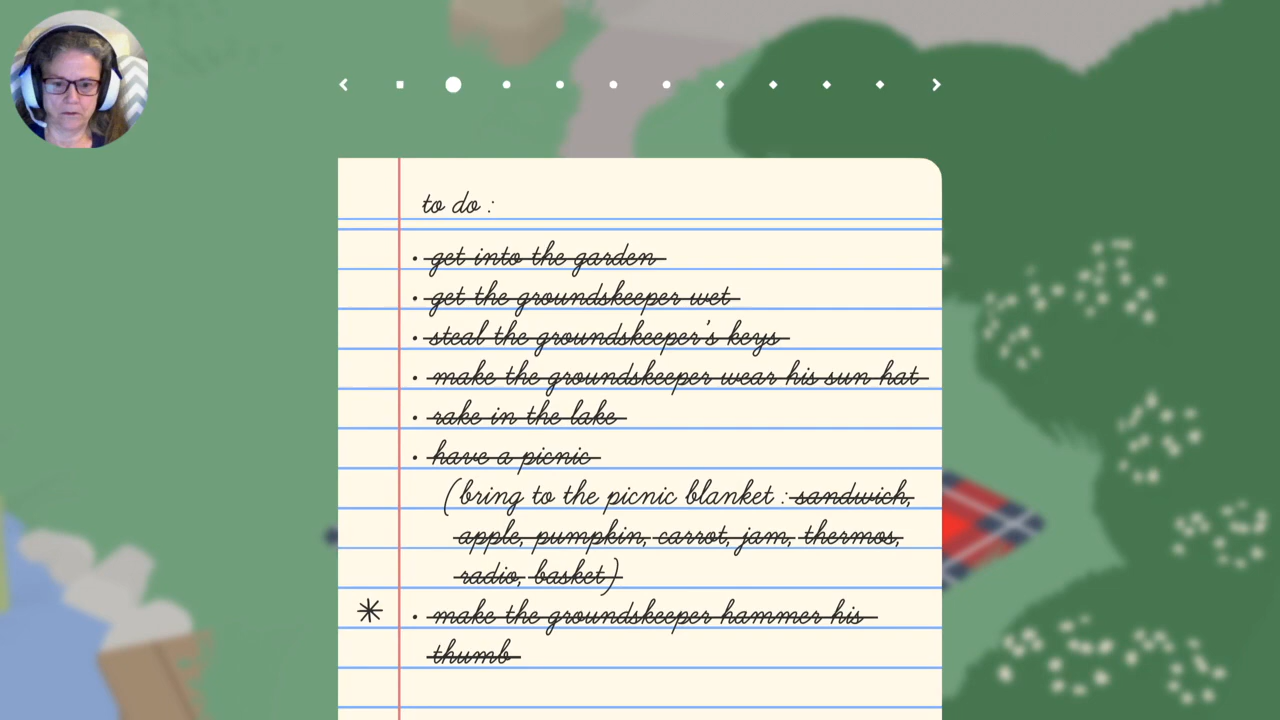 to do :
• get into the garden
• get the groundskeeper wet
• steal the groundskeeper's keys
• make the groundskeeper wear his sun hat
• rake in the lake
• have a picnic
(bring to the picnic blanket : sandwich,
apple, pumpkin, carrot, jam, thermos,
radio, basket)
* • make the groundskeeper hammer his
thumb